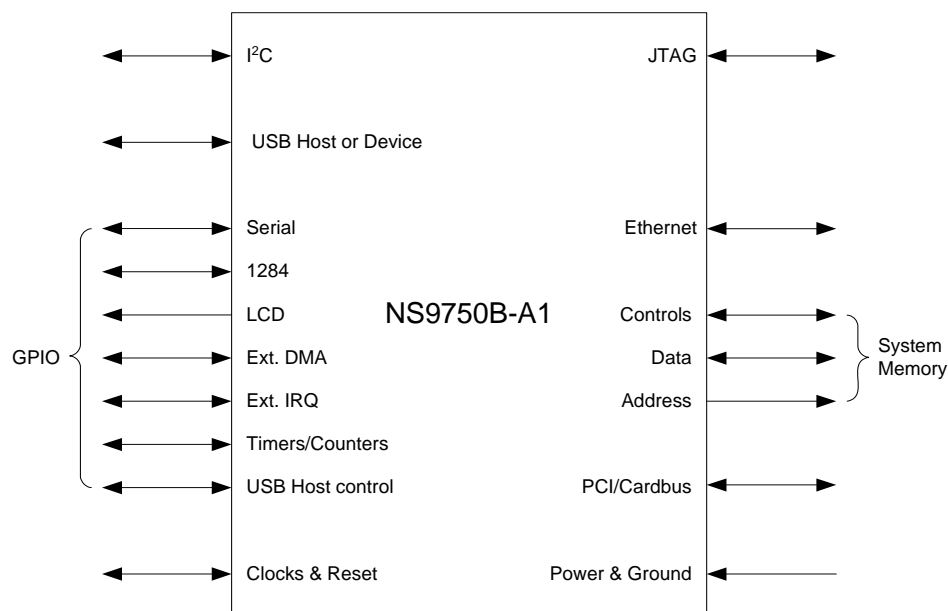 I²C
USB Host or Device
Serial
1284
LCD
Ext. DMA
Ext. IRQ
Timers/Counters
USB Host control
Clocks & Reset
GPIO
NS9750B-A1
JTAG
Ethernet
Controls
Data
Address
PCI/Cardbus
Power & Ground
System
Memory